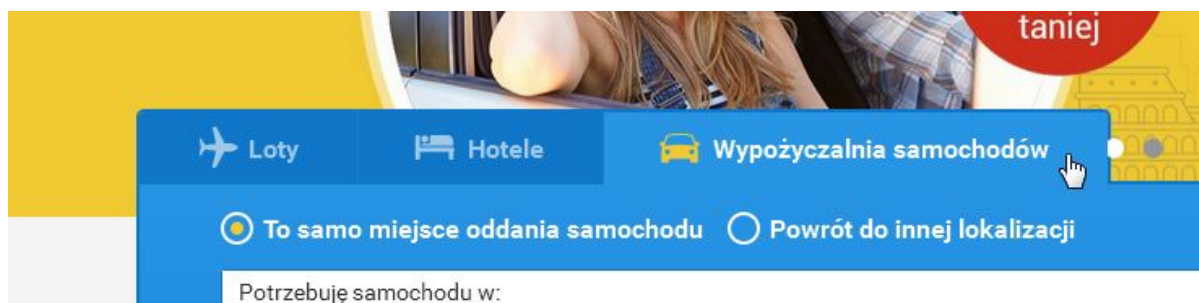 taniej
Loty Hotele Wypożyczalnia samochodów
To samo miejsce oddania samochodu Powrót do innej lokalizacji
Potrzebuję samochodu w: